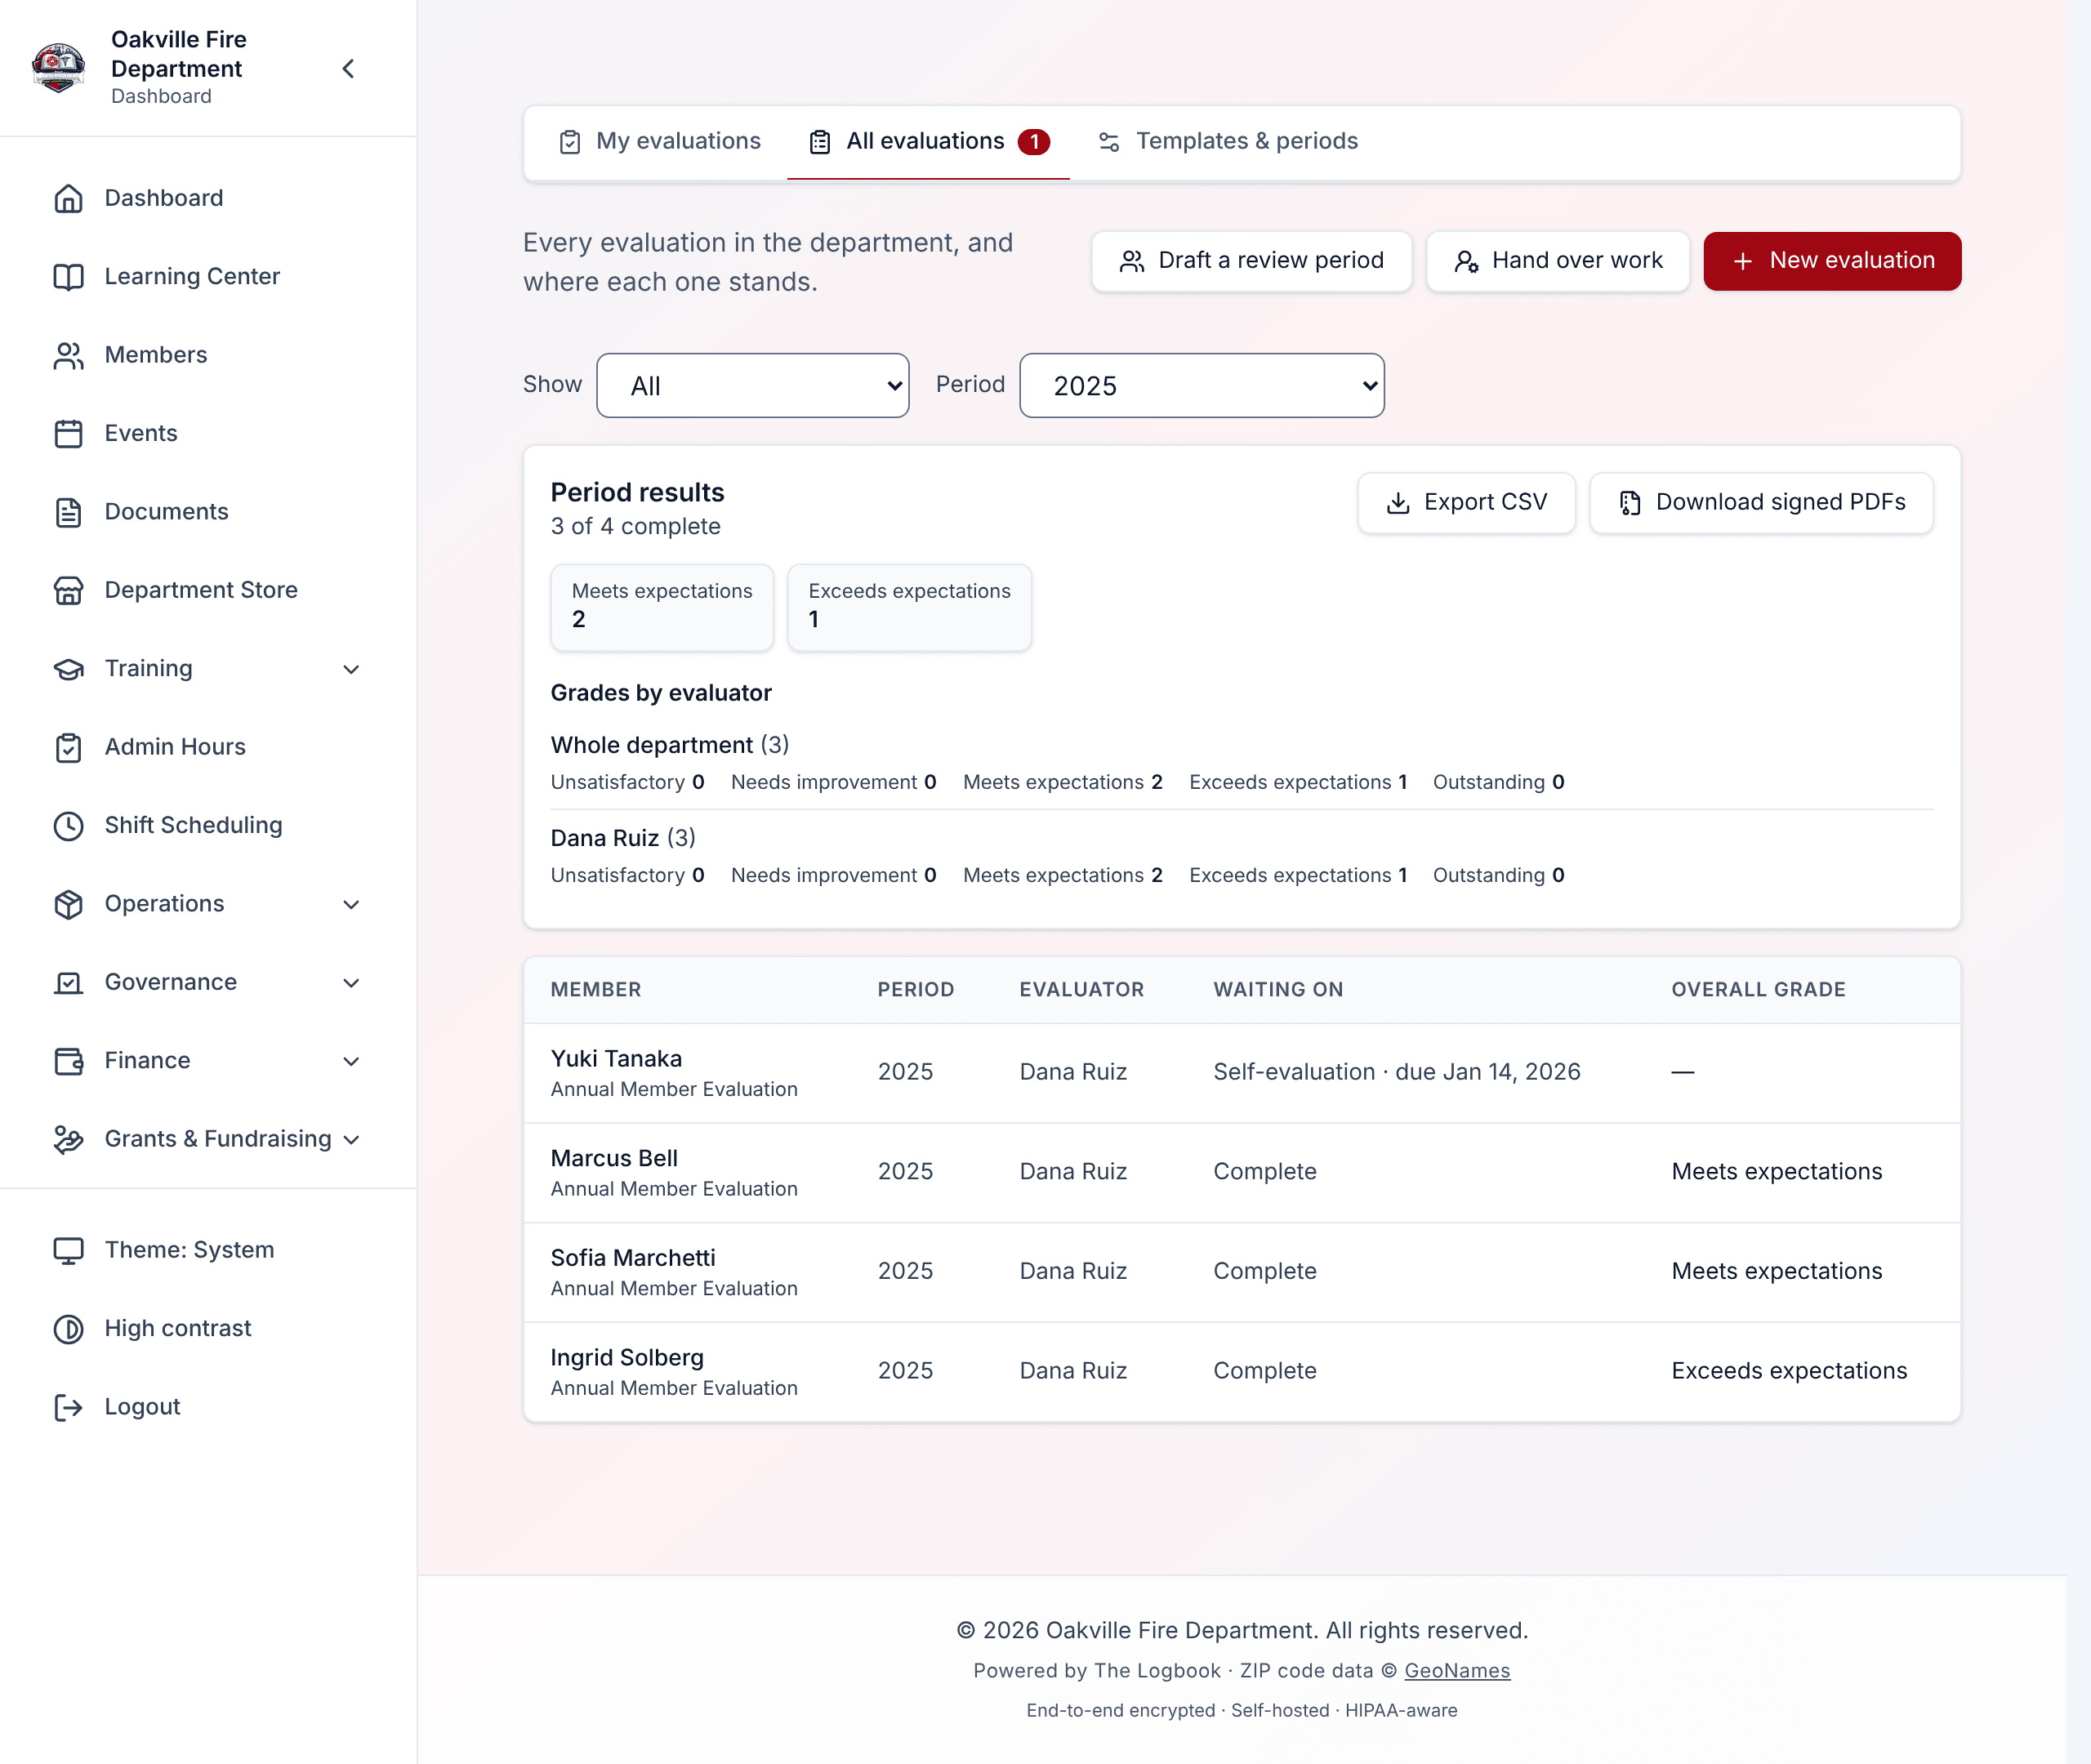 Oakville Fire
Department
Dashboard
Dashboard
Learning Center
Members
Events
Documents
Department Store
Training
Admin Hours
Shift Scheduling
Operations
Governance
Finance
Grants & Fundraising
Theme: System
High contrast
Logout
My evaluations
All evaluations 1
Templates & periods
Every evaluation in the department, and
where each one stands.
Draft a review period
Hand over work
+ New evaluation
Show All
Period 2025
Period results
3 of 4 complete
Export CSV
Download signed PDFs
Meets expectations
2
Exceeds expectations
1
Grades by evaluator
Whole department (3)
Unsatisfactory 0 Needs improvement 0 Meets expectations 2 Exceeds expectations 1 Outstanding 0
Dana Ruiz (3)
Unsatisfactory 0 Needs improvement 0 Meets expectations 2 Exceeds expectations 1 Outstanding 0
MEMBER PERIOD EVALUATOR WAITING ON OVERALL GRADE
Yuki Tanaka
Annual Member Evaluation
2025 Dana Ruiz Self-evaluation · due Jan 14, 2026 —
Marcus Bell
Annual Member Evaluation
2025 Dana Ruiz Complete Meets expectations
Sofia Marchetti
Annual Member Evaluation
2025 Dana Ruiz Complete Meets expectations
Ingrid Solberg
Annual Member Evaluation
2025 Dana Ruiz Complete Exceeds expectations
© 2026 Oakville Fire Department. All rights reserved.
Powered by The Logbook · ZIP code data © GeoNames
End-to-end encrypted · Self-hosted · HIPAA-aware